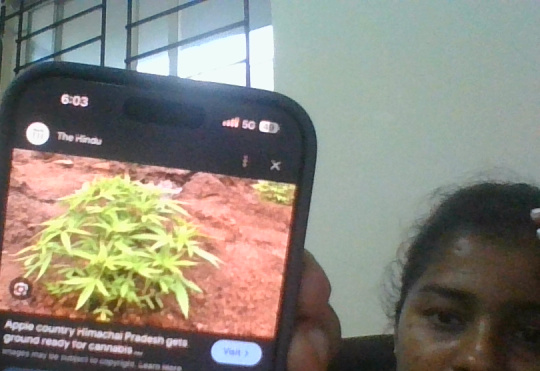 6:03
5G 49
The Hindu
Apple country Himachal Pradesh gets
ground ready for cannabis...
Visit >
Images may be subject to copyright. Learn more